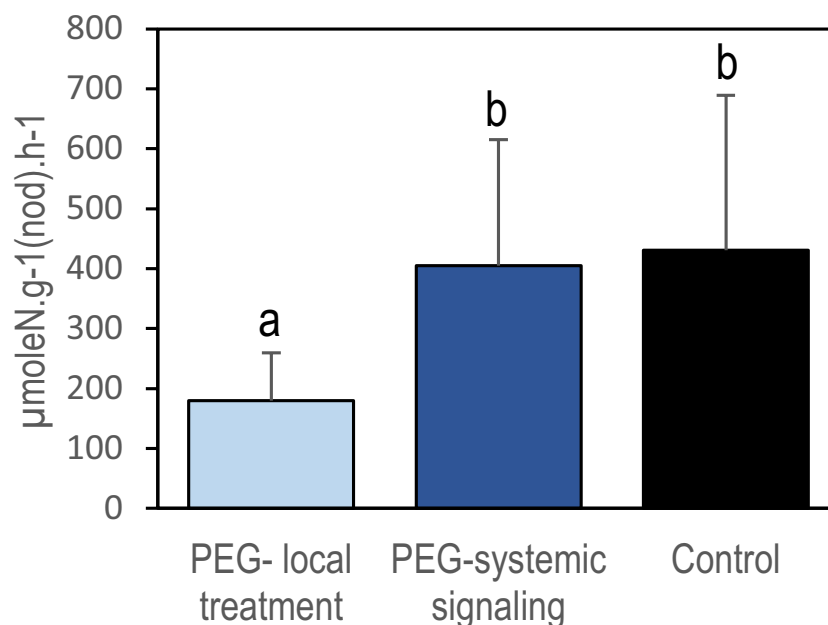 µmoleN.g-1(nod).h-1
800
700
600
500
400
300
200
100
0
a
b
b
PEG- local
treatment
PEG-systemic
signaling
Control